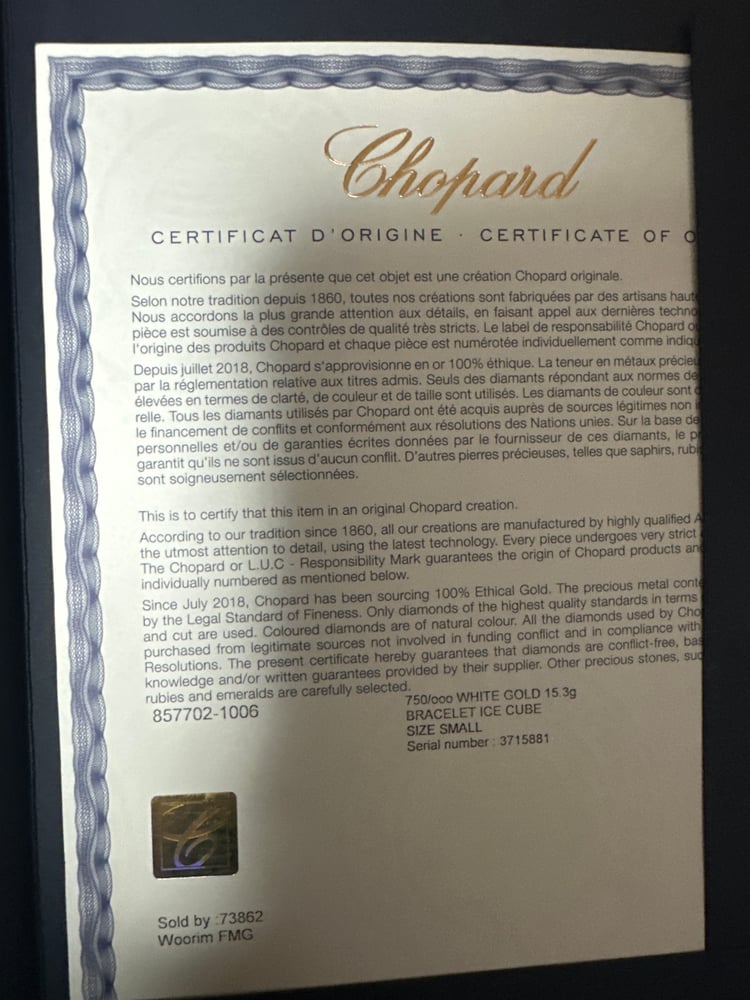 Chopard
CERTIFICAT D'ORIGINE · CERTIFICATE OF
Nous certifions par la présente que cet objet est une création Chopard originale.
Selon notre tradition depuis 1860, toutes nos créations sont fabriquées par des artisans haut
Nous accordons la plus grande attention aux détails, en faisant appel aux dernières techno
pièce est soumise à des contrôles de qualité très stricts. Le label de responsabilité Chopard o
l'origine des produits Chopard et chaque pièce est numérotée individuellement comme indiq
Depuis juillet 2018, Chopard s'approvisionne en or 100% éthique. La teneur en métaux précieu
par la réglementation relative aux titres admis. Seuls des diamants répondant aux normes de
élevées en termes de clarté, de couleur et de taille sont utilisés. Les diamants de couleur sont
relle. Tous les diamants utilisés par Chopard ont été acquis auprès de sources légitimes non
le financement de conflits et conformément aux résolutions des Nations unies. Sur la base de
personnelles et/ou de garanties écrites données par le fournisseur de ces diamants, le p
garantit qu'ils ne sont issus d'aucun conflit. D'autres pierres précieuses, telles que saphirs, rubi
sont soigneusement sélectionnées.
This is to certify that this item in an original Chopard creation.
According to our tradition since 1860, all our creations are manufactured by highly qualified A
the utmost attention to detail, using the latest technology. Every piece undergoes very strict
The Chopard or L.U.C - Responsibility Mark guarantees the origin of Chopard products an
individually numbered as mentioned below.
Since July 2018, Chopard has been sourcing 100% Ethical Gold. The precious metal conte
by the Legal Standard of Fineness. Only diamonds of the highest quality standards in terms
and cut are used. Coloured diamonds are of natural colour. All the diamonds used by Cho
purchased from legitimate sources not involved in funding conflict and in compliance with
Resolutions. The present certificate hereby guarantees that diamonds are conflict-free, bas
knowledge and/or written guarantees provided by their supplier. Other precious stones, suc
rubies and emeralds are carefully selected.
857702-1006
750/ooo WHITE GOLD 15.3g
BRACELET ICE CUBE
SIZE SMALL
Serial number : 3715881
Sold by :73862
Woorim FMG